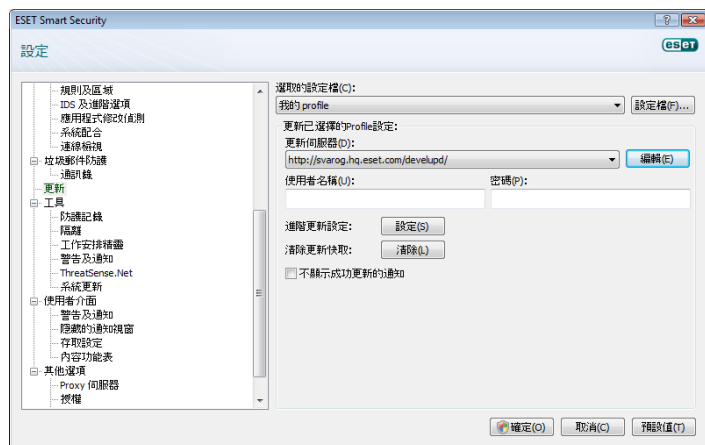 ESET Smart Security
設定
eset
規則及區域
IDS 及進階選項
應用程式修改偵測
系統配合
連線檢視
垃圾郵件防護
通訊錄
更新
工具
防護記錄
隔離
工作安排精靈
警告及通知
ThreatSense.Net
系統更新
使用者介面
警告及通知
隱藏的通知視窗
存取設定
內容功能表
其他選項
Proxy 伺服器
授權
選取的設定檔(C):
我的 profile
設定檔(F)...
更新已選擇的Profile設定:
更新伺服器(D):
http://svarog.hq.eset.com/develupd/
編輯(E)
使用者名稱(U):
密碼(P):
進階更新設定:
設定(S)
清除更新快取:
清除(L)
不顯示成功更新的通知
確定(O)
取消(C)
預設值(T)